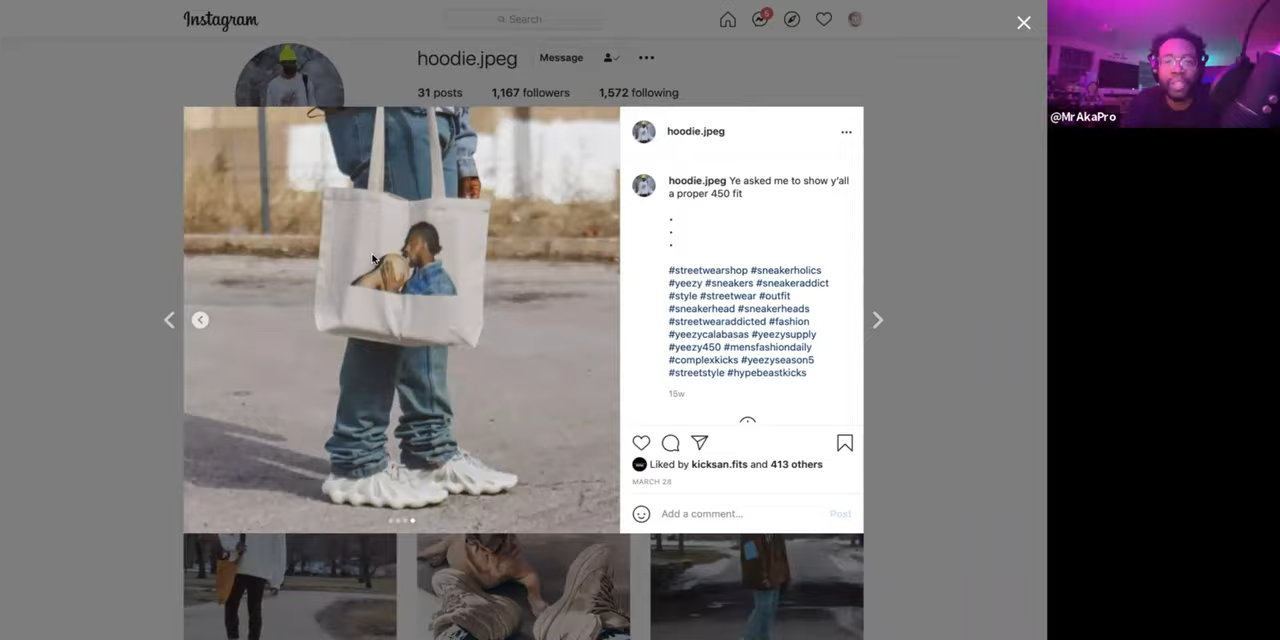 Instagram
Search
5
hoodie.jpeg
Message
31 posts
1,167 followers
1,572 following
@MrAkaPro
hoodie.jpeg
hoodie.jpeg Ye asked me to show y'all
a proper 450 fit
.
.
.
#streetwearshop #sneakerholics
#yeezy #sneakers #sneakeraddict
#style #streetwear #outfit
#sneakerhead #sneakerheads
#streetwearaddicted #fashion
#yeezycalabasas #yeezysupply
#yeezy450 #mensfashiondaily
#complexkicks #yeezyseason5
#streetstyle #hypebeastkicks
15w
Liked by kicksan.fits and 413 others
MARCH 28
Add a comment...
Post